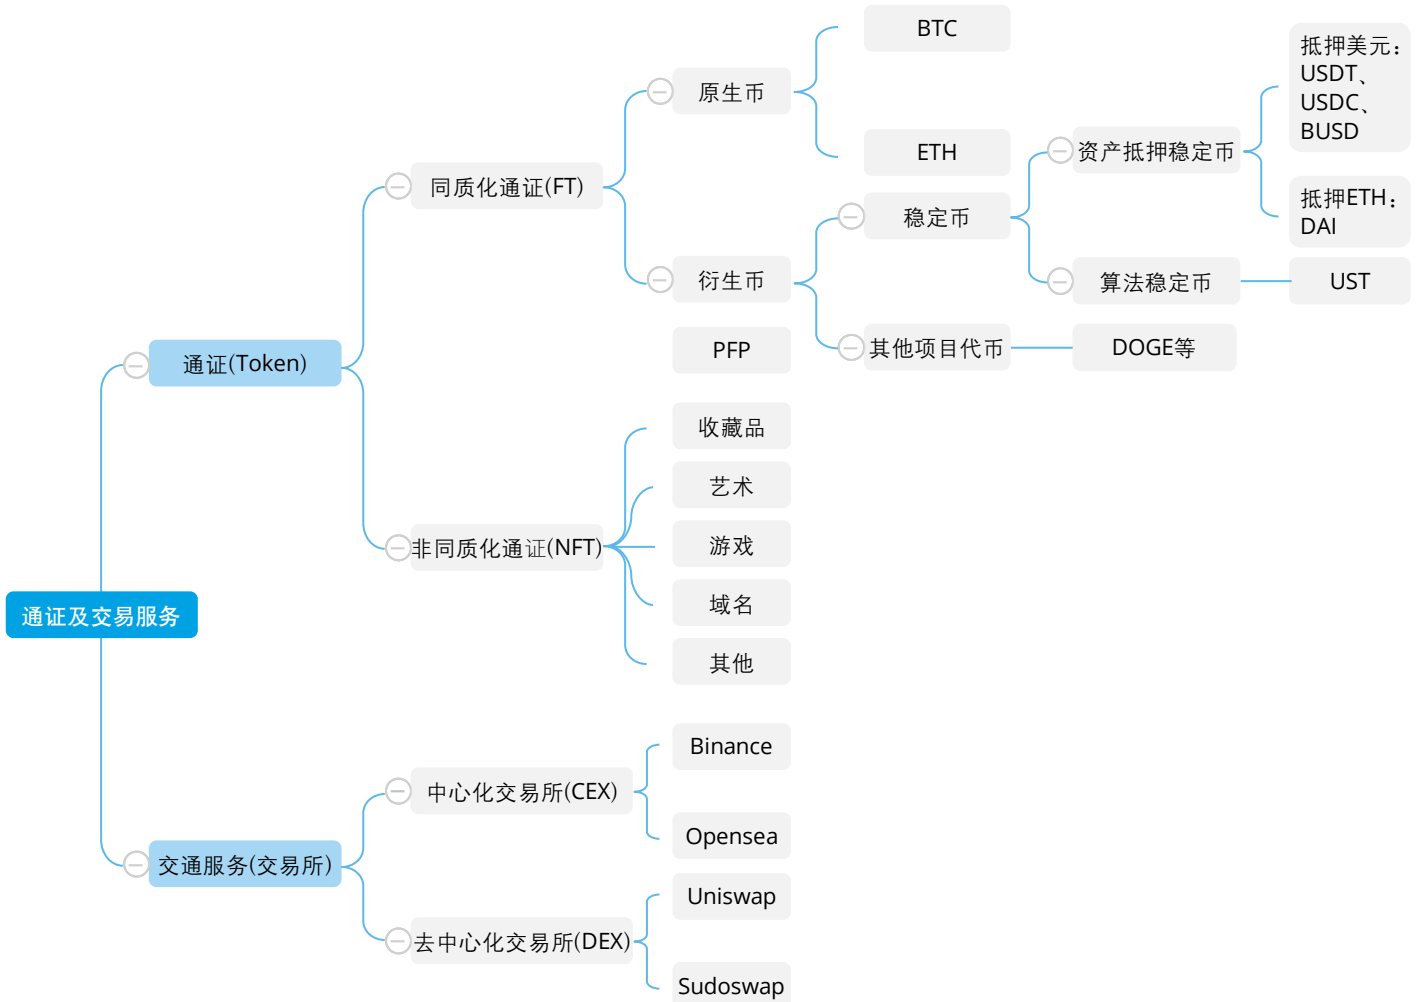 通证及交易服务
通证(Token)
同质化通证(FT)
原生币
BTC
ETH
衍生币
稳定币
资产抵押稳定币
抵押美元：
USDT、
USDC、
BUSD
抵押ETH：
DAI
算法稳定币
UST
其他项目代币
DOGE等
非同质化通证(NFT)
PFP
收藏品
艺术
游戏
域名
其他
交通服务(交易所)
中心化交易所(CEX)
Binance
Opensea
去中心化交易所(DEX)
Uniswap
Sudoswap